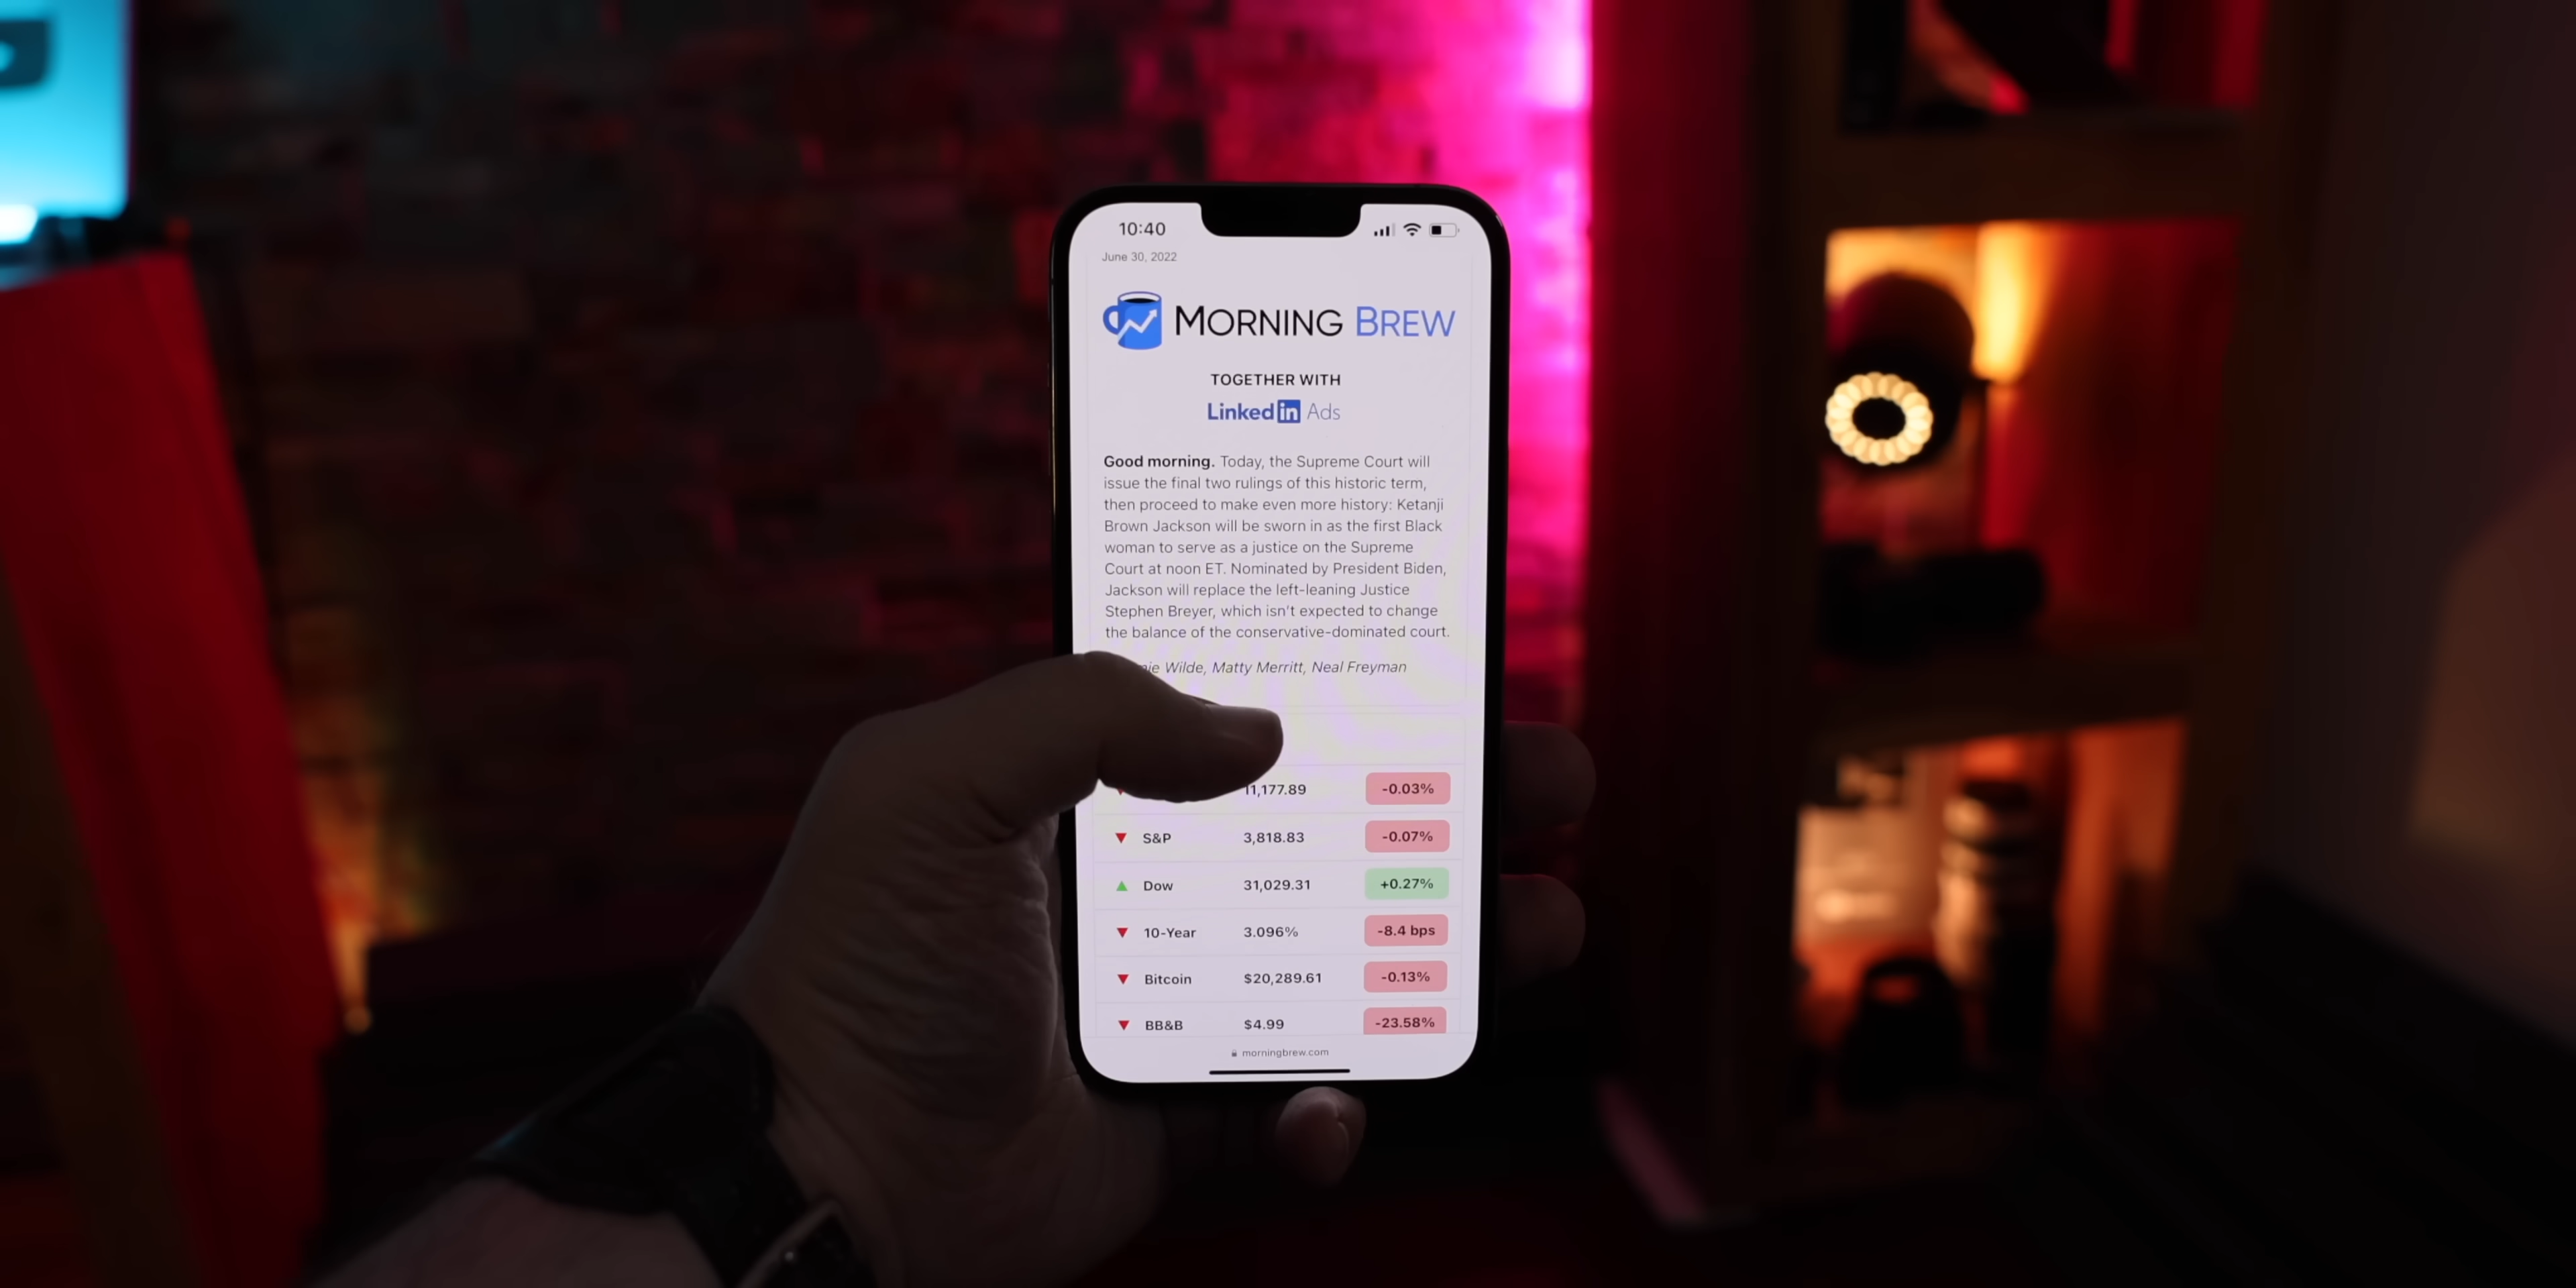 10:40
June 30, 2022
MORNING BREW
TOGETHER WITH
Linked in Ads
Good morning. Today, the Supreme Court will
issue the final two rulings of this historic term,
then proceed to make even more history: Ketanji
Brown Jackson will be sworn in as the first Black
woman to serve as a justice on the Supreme
Court at noon ET. Nominated by President Biden,
Jackson will replace the left-leaning Justice
Stephen Breyer, which isn't expected to change
the balance of the conservative-dominated court.
Wilde, Matty Merritt, Neal Freyman
11,177.89 -0.03%
▼ S&P 3,818.83 -0.07%
▲ Dow 31,029.31 +0.27%
▼ 10-Year 3.096% -8.4 bps
▼ Bitcoin $20,289.61 -0.13%
▼ BB&B $4.99 -23.58%
morningbrew.com